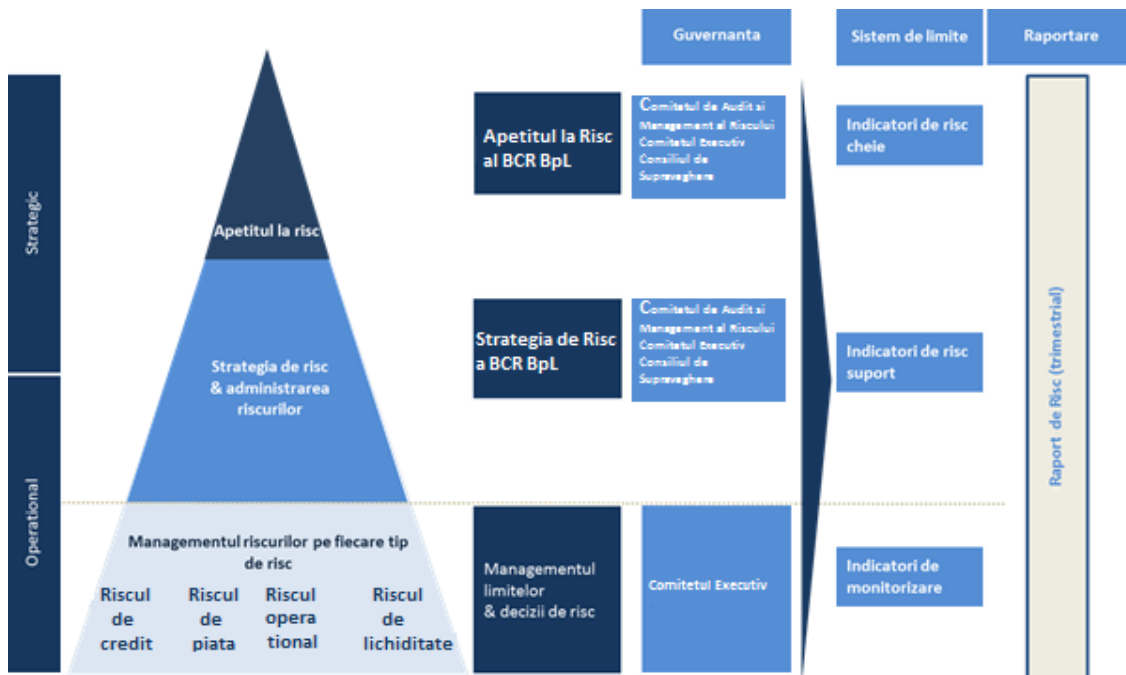 Guvernanta
Sistem de limite
Raportare
Strategic
Operational
Apetitul la risc
Strategia de risc
& administrarea
riscurilor
Managementul riscurilor pe fiecare tip
de risc
Riscul
de
credit
Riscul
de
piata
Riscul
opera
tional
Riscul
de
lichiditate
Apetitul la Risc
al BCR BpL
Comitetul de Audit si
Management al Riscului
Comitetul Executiv
Consiliul de
Supraveghere
Indicatori de risc
cheie
Strategia de Risc
a BCR BpL
Comitetul de Audit si
Management al Riscului
Comitetul Executiv
Consiliul de
Supraveghere
Indicatori de risc
suport
Managementul
limitelor
& decizii de risc
Comitetul Executiv
Indicatori de
monitorizare
Raport de Risc (trimestrial)